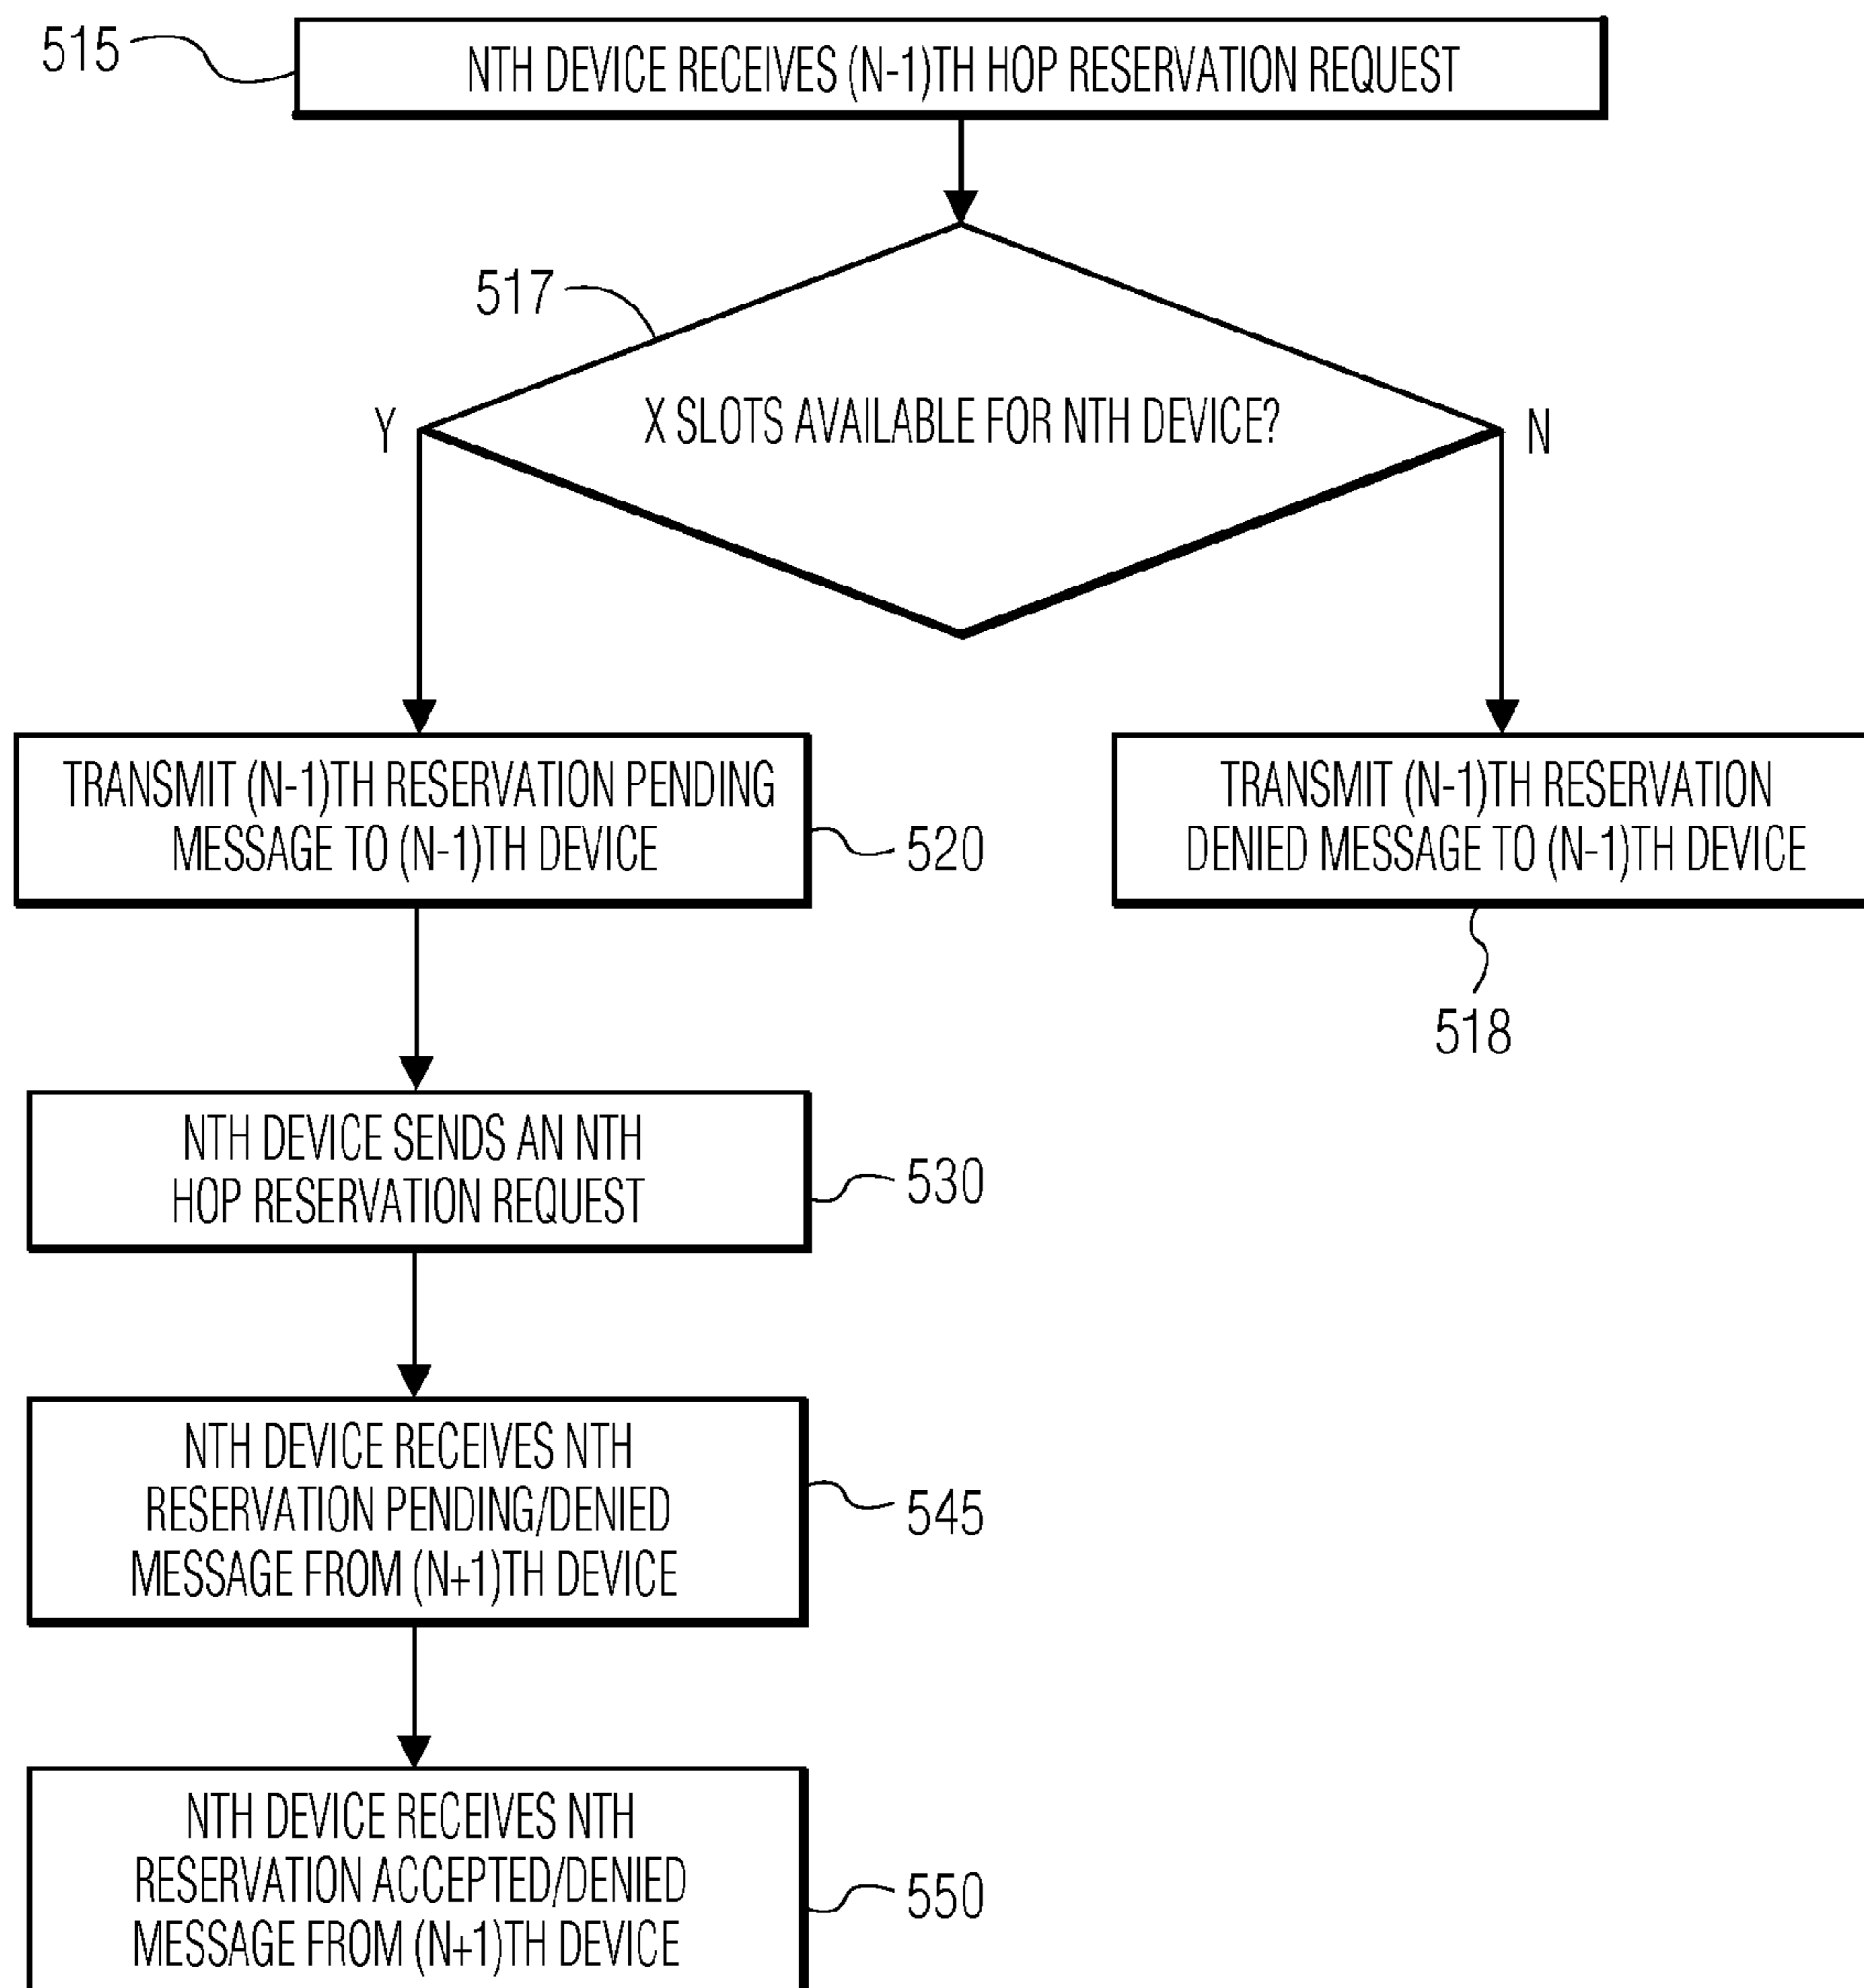 515
NTH DEVICE RECEIVES (N-1)TH HOP RESERVATION REQUEST
517
Y
X SLOTS AVAILABLE FOR NTH DEVICE?
N
TRANSMIT (N-1)TH RESERVATION PENDING
MESSAGE TO (N-1)TH DEVICE
520
TRANSMIT (N-1)TH RESERVATION
DENIED MESSAGE TO (N-1)TH DEVICE
518
NTH DEVICE SENDS AN NTH
HOP RESERVATION REQUEST
530
NTH DEVICE RECEIVES NTH
RESERVATION PENDING/DENIED
MESSAGE FROM (N+1)TH DEVICE
545
NTH DEVICE RECEIVES NTH
RESERVATION ACCEPTED/DENIED
MESSAGE FROM (N+1)TH DEVICE
550